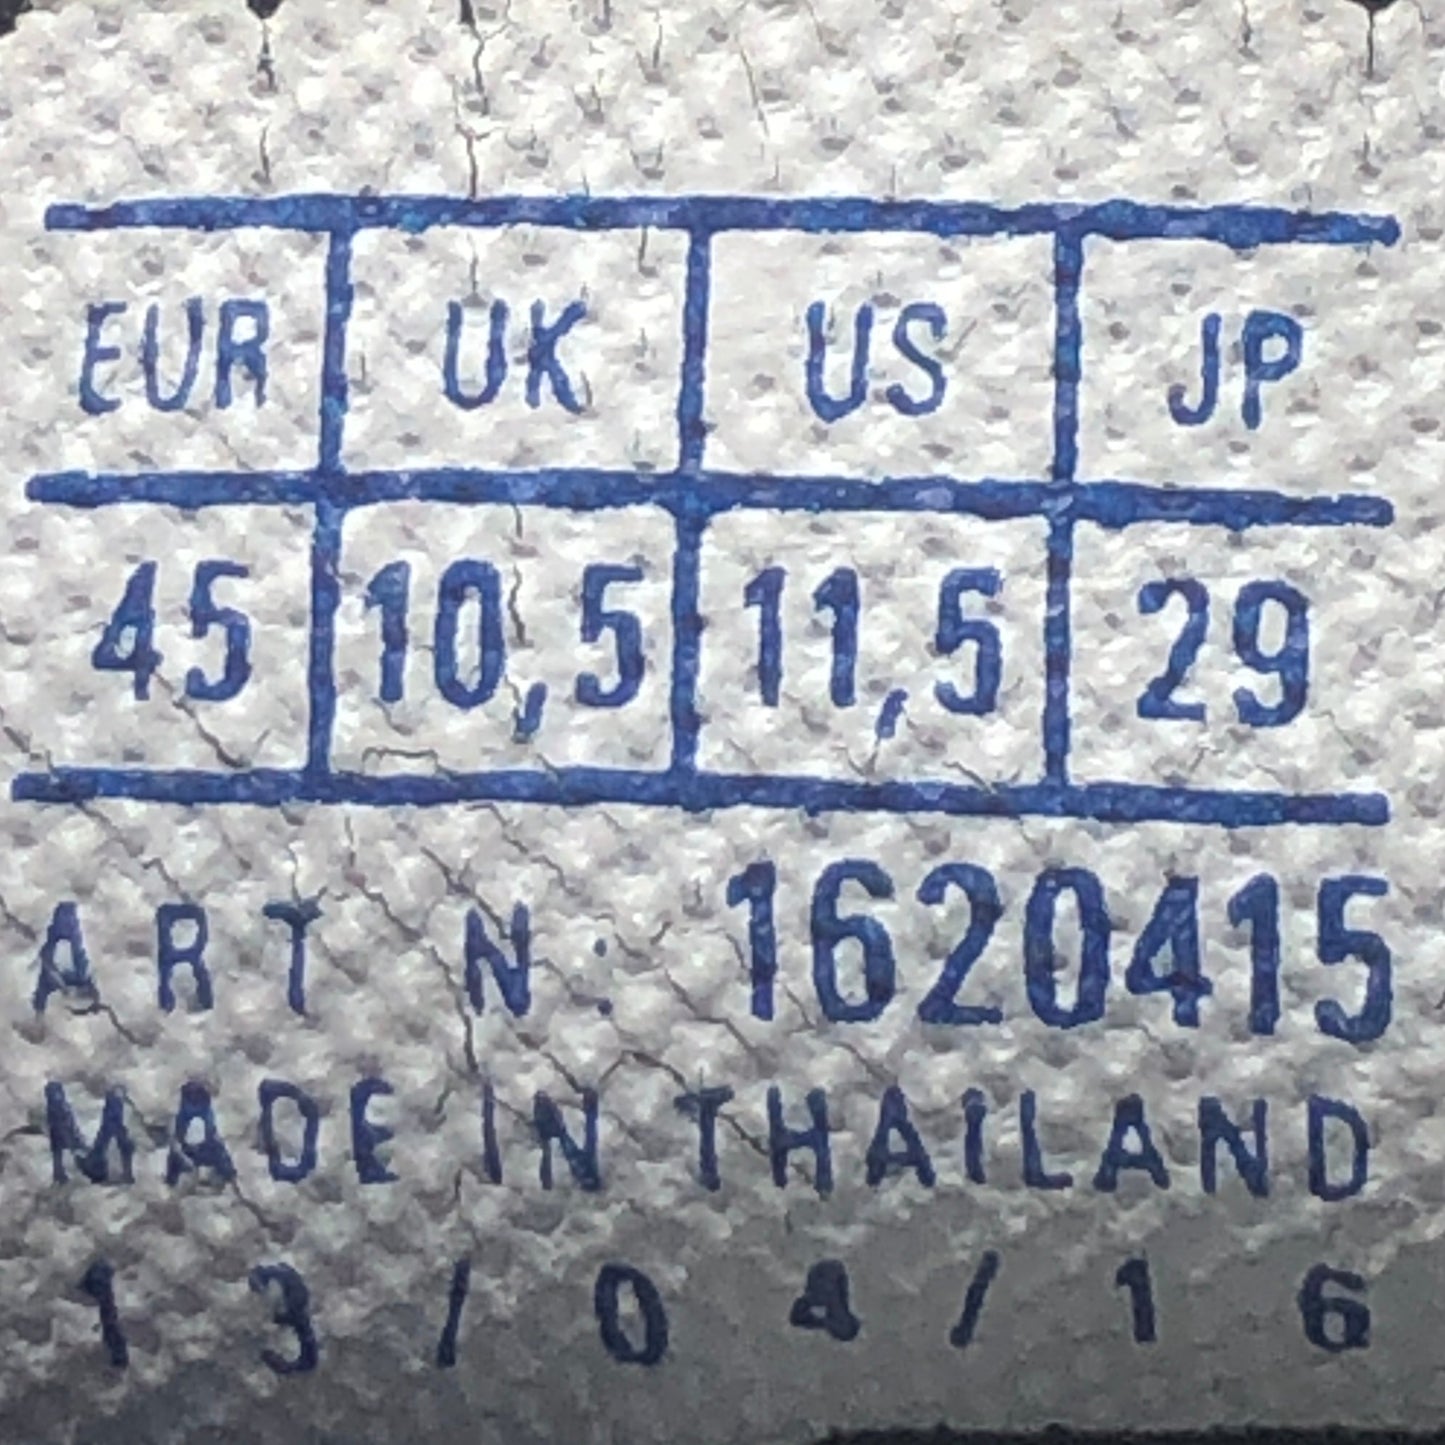 EUR UK US JP
45 10,5 11,5 29
ART N: 1620415
MADE IN THAILAND
13/04/16